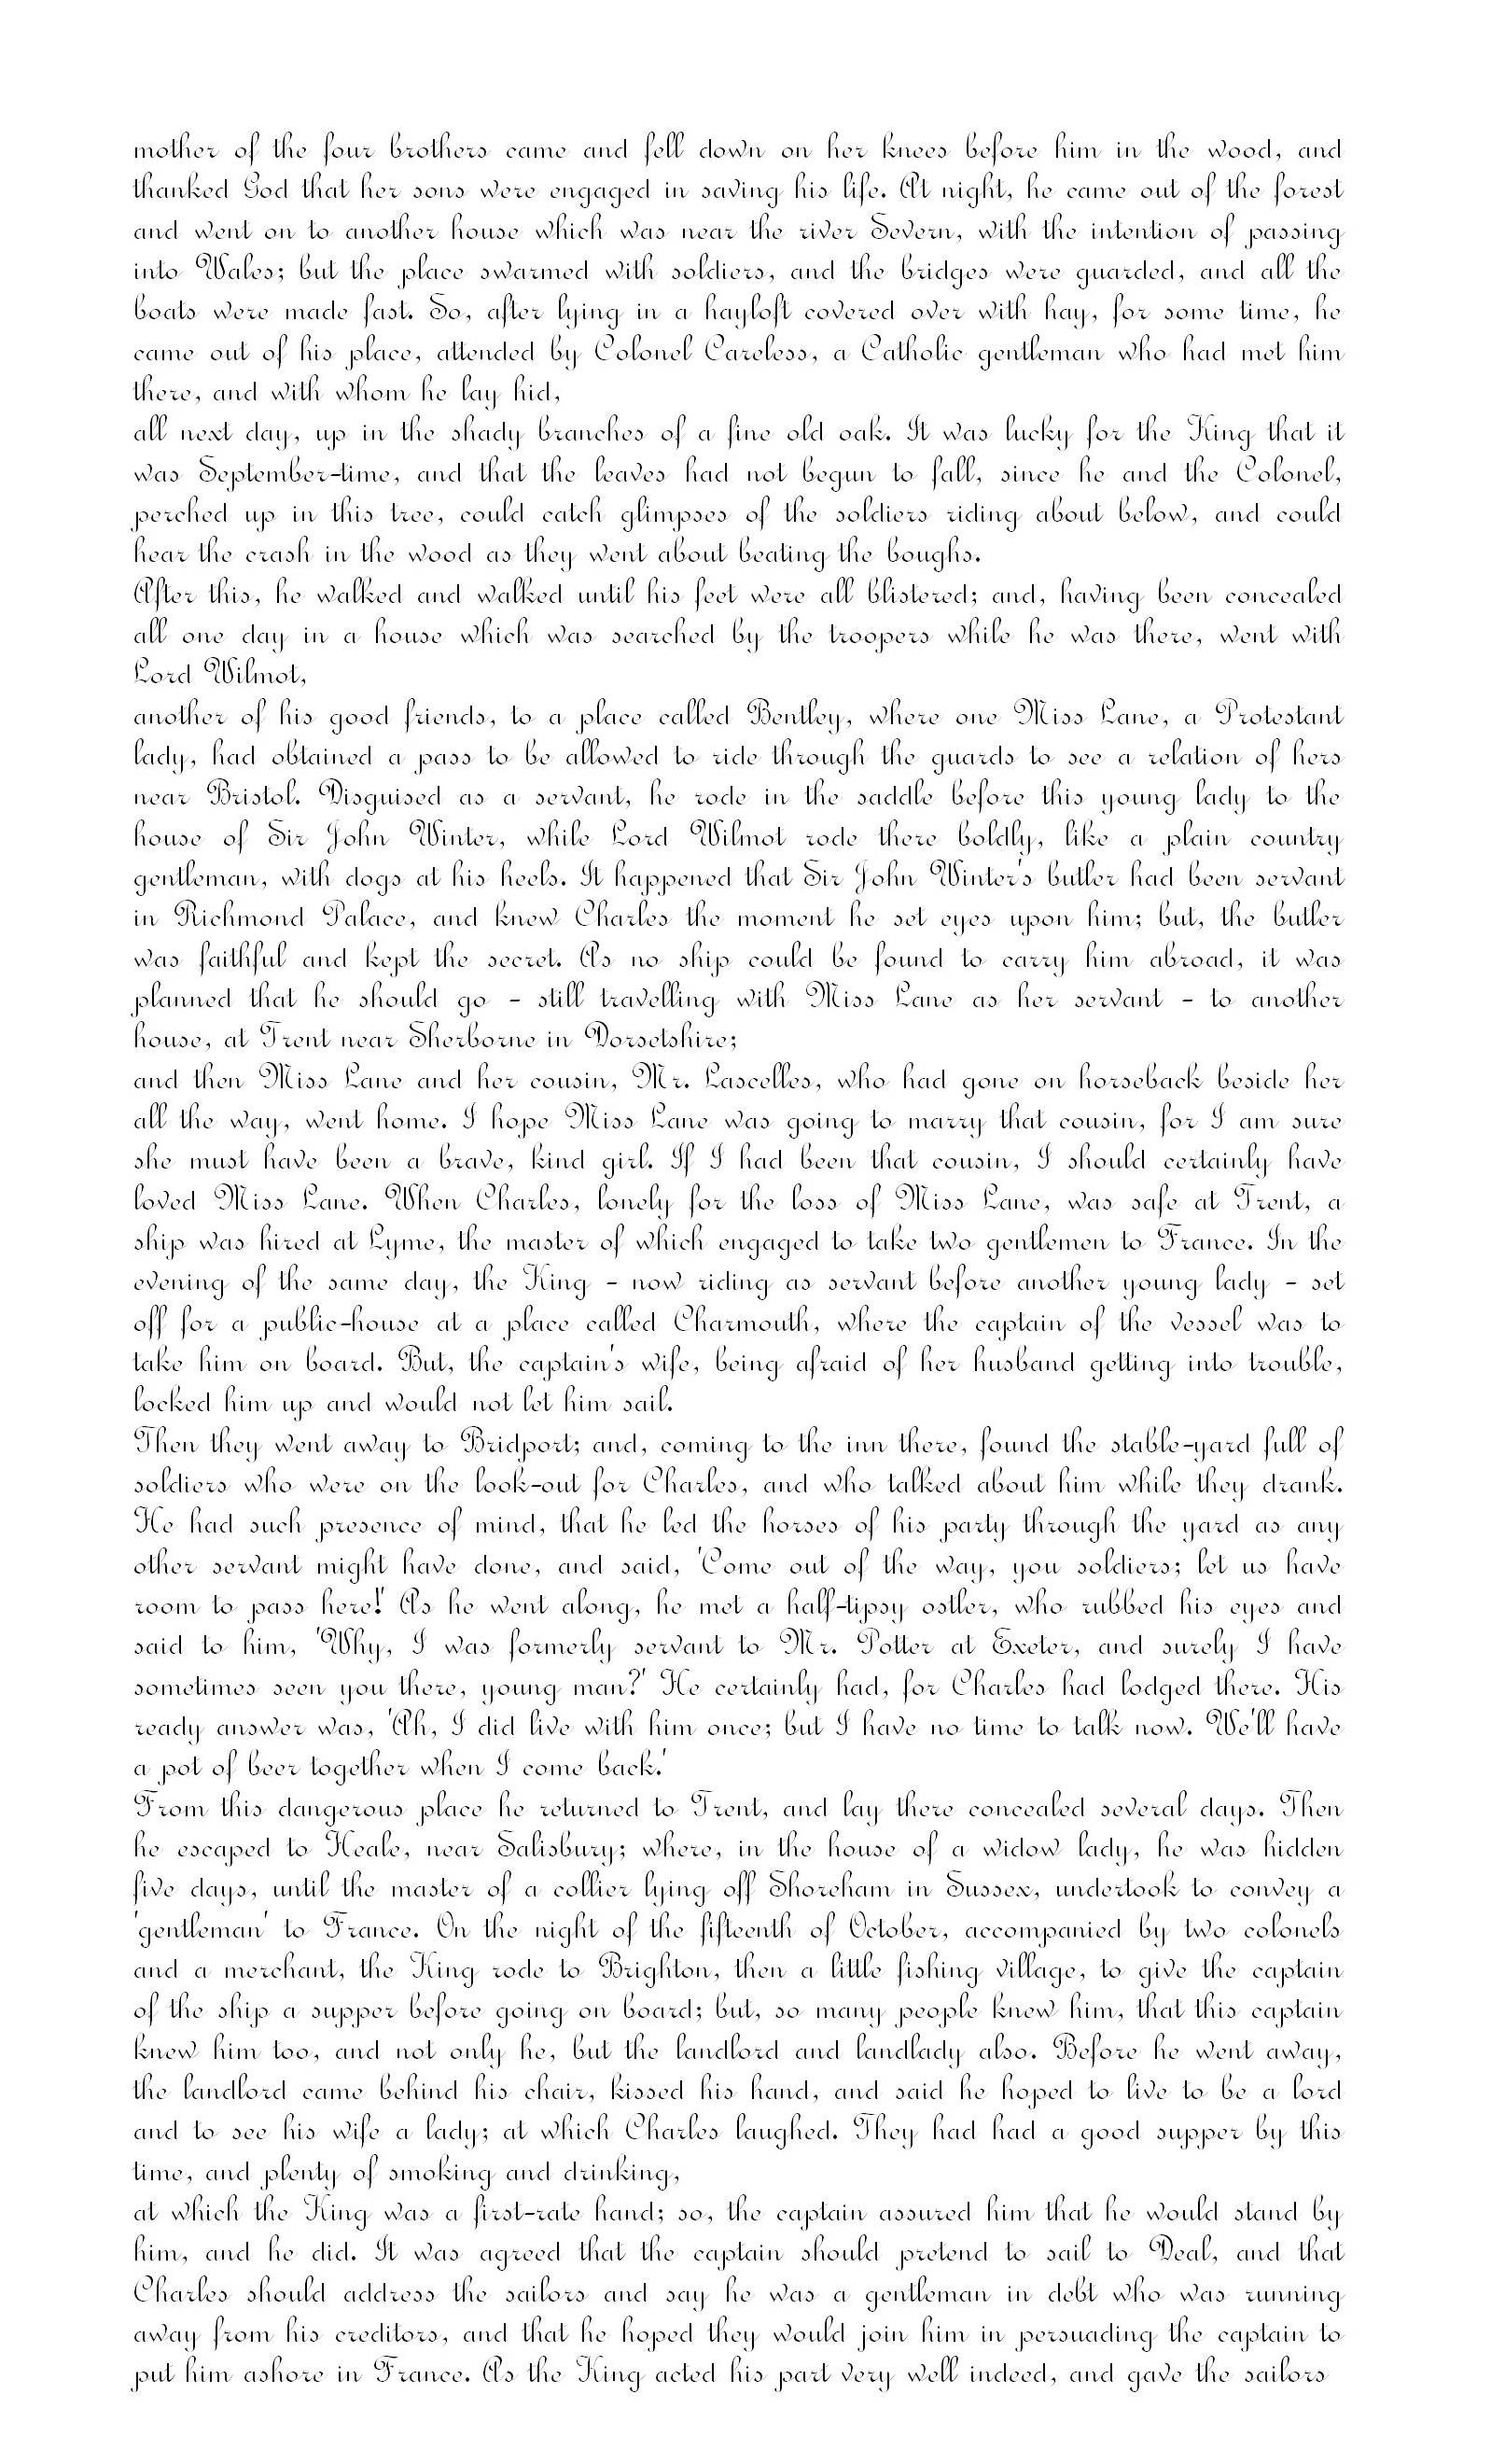 mother of the four brothers came and fell down on her knees before him in the wood, and
thanked God that her sons were engaged in saving his life. At night, he came out of the forest
and went on to another house which was near the river Severn, with the intention of passing
into Wales; but the place swarmed with soldiers, and the bridges were guarded, and all the
boats were made fast. So, after lying in a hayloft covered over with hay, for some time, he
came out of his place, attended by Colonel Careless, a Catholic gentleman who had met him
there, and with whom he lay hid,
all next day, up in the shady branches of a fine old oak. It was lucky for the King that it
was September-time, and that the leaves had not begun to fall, since he and the Colonel,
perched up in this tree, could catch glimpses of the soldiers riding about below, and could
hear the crash in the wood as they went about beating the boughs.
After this, he walked and walked until his feet were all blistered; and, having been concealed
all one day in a house which was searched by the troopers while he was there, went with
Lord Wilmot,
another of his good friends, to a place called Bentley, where one Miss Lane, a Protestant
lady, had obtained a pass to be allowed to ride through the guards to see a relation of hers
near Bristol. Disguised as a servant, he rode in the saddle before this young lady to the
house of Sir John Winter, while Lord Wilmot rode there boldly, like a plain country
gentleman, with dogs at his heels. It happened that Sir John Winter's butler had been servant
in Richmond Palace, and knew Charles the moment he set eyes upon him; but, the butler
was faithful and kept the secret. As no ship could be found to carry him abroad, it was
planned that he should go - still travelling with Miss Lane as her servant - to another
house, at Trent near Sherborne in Dorsetshire;
and then Miss Lane and her cousin, Mr. Lascelles, who had gone on horseback beside her
all the way, went home. I hope Miss Lane was going to marry that cousin, for I am sure
she must have been a brave, kind girl. If I had been that cousin, I should certainly have
loved Miss Lane. When Charles, lonely for the loss of Miss Lane, was safe at Trent, a
ship was hired at Lyme, the master of which engaged to take two gentlemen to France. In the
evening of the same day, the King - now riding as servant before another young lady - set
off for a public-house at a place called Charmouth, where the captain of the vessel was to
take him on board. But, the captain's wife, being afraid of her husband getting into trouble,
locked him up and would not let him sail.
Then they went away to Bridport; and, coming to the inn there, found the stable-yard full of
soldiers who were on the look-out for Charles, and who talked about him while they drank.
He had such presence of mind, that he led the horses of his party through the yard as any
other servant might have done, and said, 'Come out of the way, you soldiers; let us have
room to pass here!' As he went along, he met a half-tipsy ostler, who rubbed his eyes and
said to him, 'Why, I was formerly servant to Mr. Potter at Exeter, and surely I have
sometimes seen you there, young man?' He certainly had, for Charles had lodged there. His
ready answer was, 'Ah, I did live with him once; but I have no time to talk now. We'll have
a pot of beer together when I come back.'
From this dangerous place he returned to Trent, and lay there concealed several days. Then
he escaped to Heale, near Salisbury; where, in the house of a widow lady, he was hidden
five days, until the master of a collier lying off Shoreham in Sussex, undertook to convey a
'gentleman' to France. On the night of the fifteenth of October, accompanied by two colonels
and a merchant, the King rode to Brighton, then a little fishing village, to give the captain
of the ship a supper before going on board; but, so many people knew him, that this captain
knew him too, and not only he, but the landlord and landlady also. Before he went away,
the landlord came behind his chair, kissed his hand, and said he hoped to live to be a lord
and to see his wife a lady; at which Charles laughed. They had had a good supper by this
time, and plenty of smoking and drinking,
at which the King was a first-rate hand; so, the captain assured him that he would stand by
him, and he did. It was agreed that the captain should pretend to sail to Deal, and that
Charles should address the sailors and say he was a gentleman in debt who was running
away from his creditors, and that he hoped they would join him in persuading the captain to
put him ashore in France. As the King acted his part very well indeed, and gave the sailors